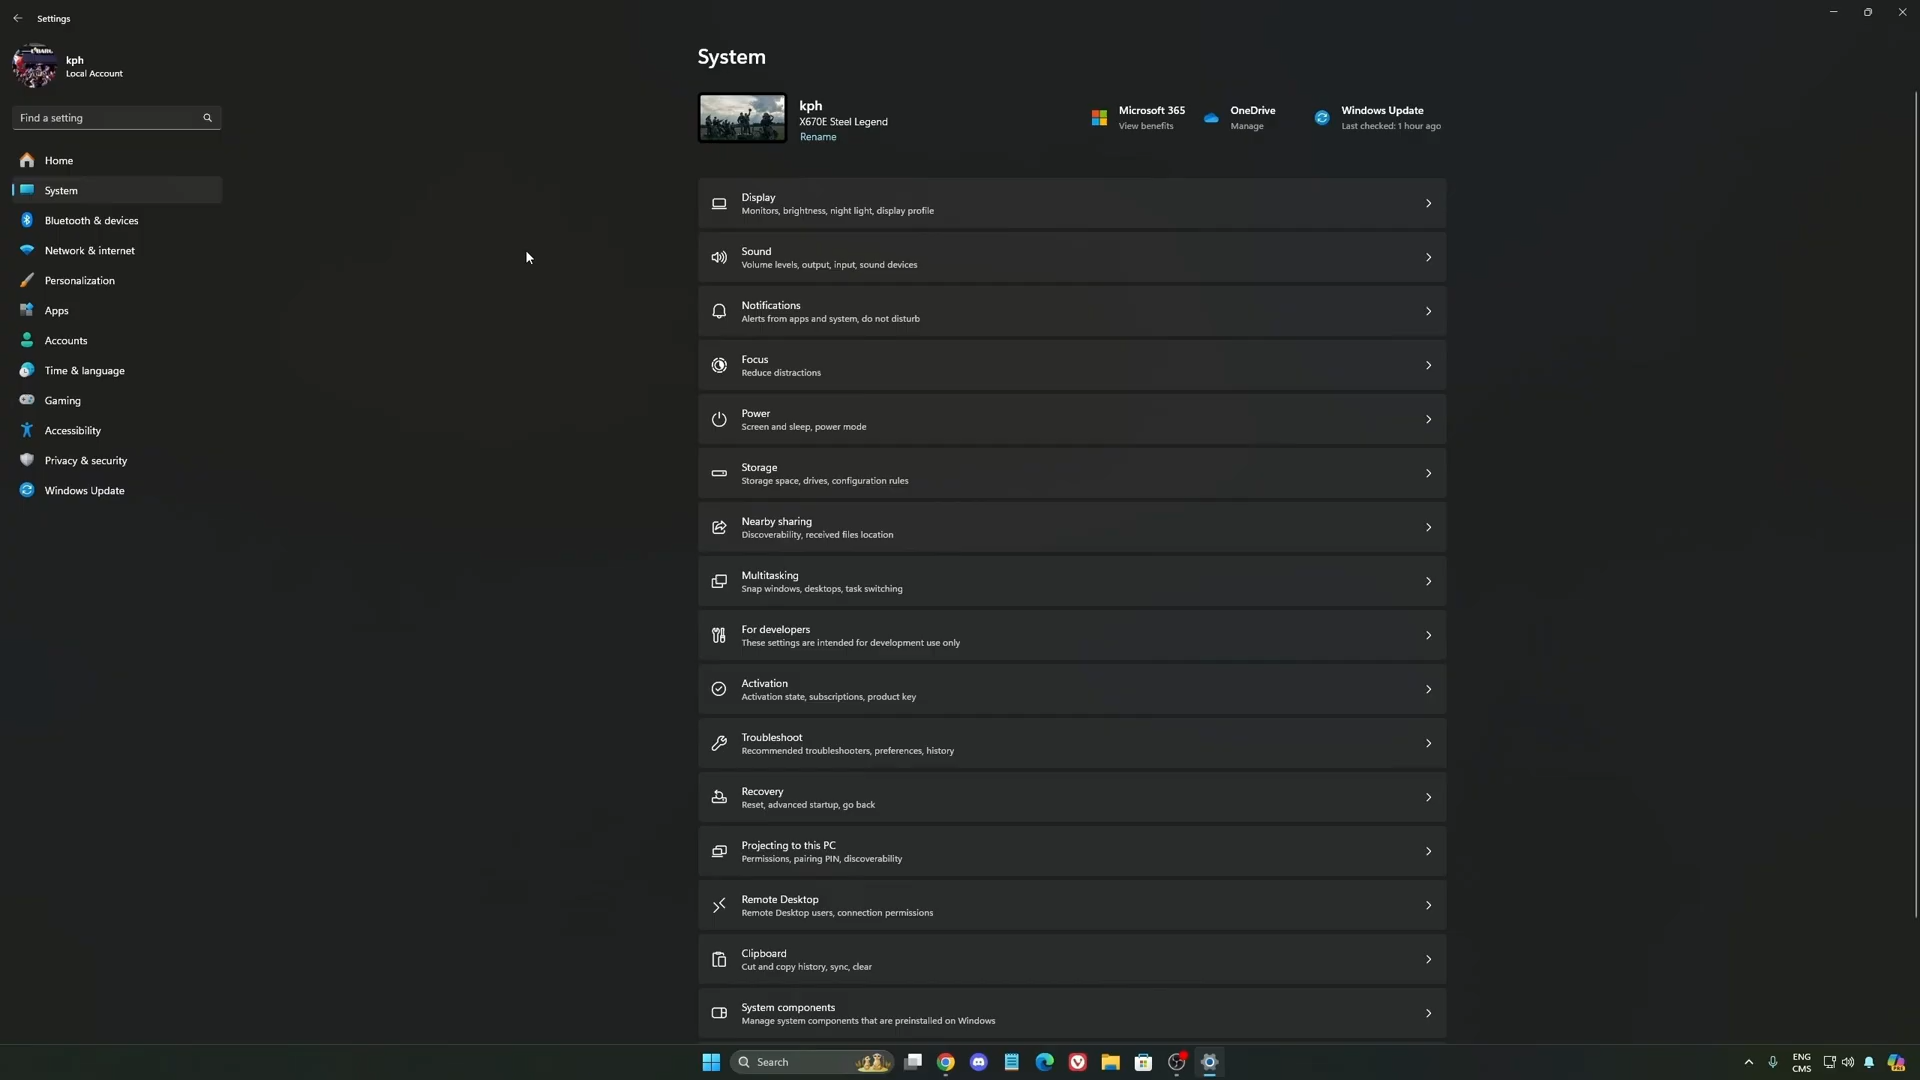 Settings
kph
Local Account
Find a setting
Home
System
Bluetooth & devices
Network & internet
Personalization
Apps
Accounts
Time & language
Gaming
Accessibility
Privacy & security
Windows Update
System
kph
X670E Steel Legend
Rename
Microsoft 365
View benefits
OneDrive
Manage
Windows Update
Last checked: 1 hour ago
Display
Monitors, brightness, night light, display profile
Sound
Volume levels, output, input, sound devices
Notifications
Alerts from apps and system, do not disturb
Focus
Reduce distractions
Power
Screen and sleep, power mode
Storage
Storage space, drives, configuration rules
Nearby sharing
Discoverability, received files location
Multitasking
Snap windows, desktops, task switching
For developers
These settings are intended for development use only
Activation
Activation state, subscriptions, product key
Troubleshoot
Recommended troubleshooters, preferences, history
Recovery
Reset, advanced startup, go back
Projecting to this PC
Permissions, pairing PIN, discoverability
Remote Desktop
Remote Desktop users, connection permissions
Clipboard
Cut and copy history, sync, clear
System components
Manage system components that are preinstalled on Windows
Search
ENG
CMS